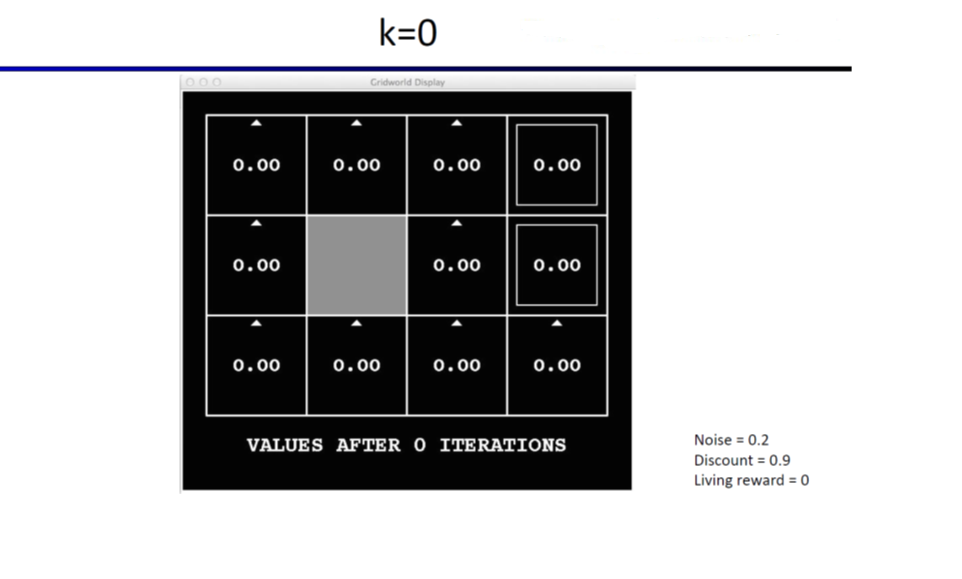 k=0
Gridworld Display
0.00 0.00 0.00 0.00
0.00 0.00 0.00
0.00 0.00 0.00 0.00
VALUES AFTER 0 ITERATIONS
Noise = 0.2
Discount = 0.9
Living reward = 0